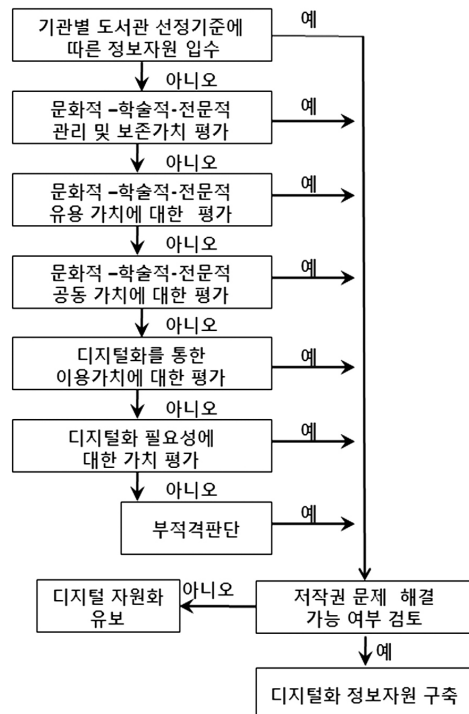 기관별 도서관 선정기준에
따른 정보자원 입수
예
아니오
문화적 –학술적-전문적
관리 및 보존가치 평가
예
아니오
문화적 –학술적-전문적
유용 가치에 대한 평가
예
아니오
문화적 –학술적-전문적
공동 가치에 대한 평가
예
아니오
디지털화를 통한
이용가치에 대한 평가
예
아니오
디지털화 필요성에
대한 가치 평가
예
아니오
부적격판단
예
저작권 문제 해결
가능 여부 검토
아니오
디지털 자원화
유보
예
디지털화 정보자원 구축